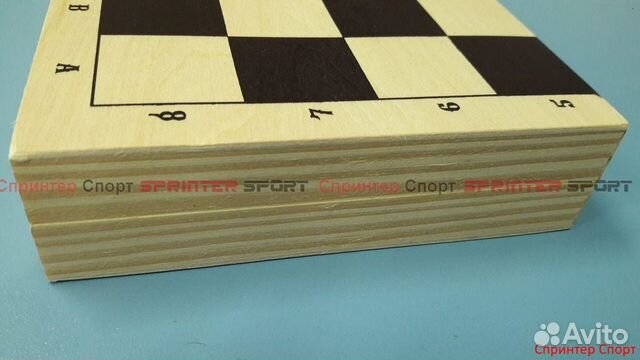 B
A
8
7
6
5
Спринтер Спорт SPRINTER SPORT Спринтер Спорт SPRINTER SPORT
Avito
Спринтер Спорт